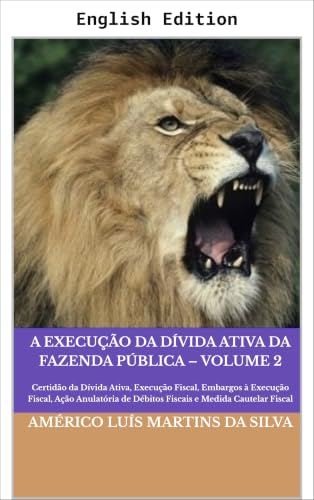 English Edition
A EXECUÇÃO DA DÍVIDA ATIVA DA
FAZENDA PÚBLICA – VOLUME 2
Certidão da Dívida Ativa, Execução Fiscal, Embargos à Execução
Fiscal, Ação Anulatória de Débitos Fiscais e Medida Cautelar Fiscal
AMÉRICO LUÍS MARTINS DA SILVA